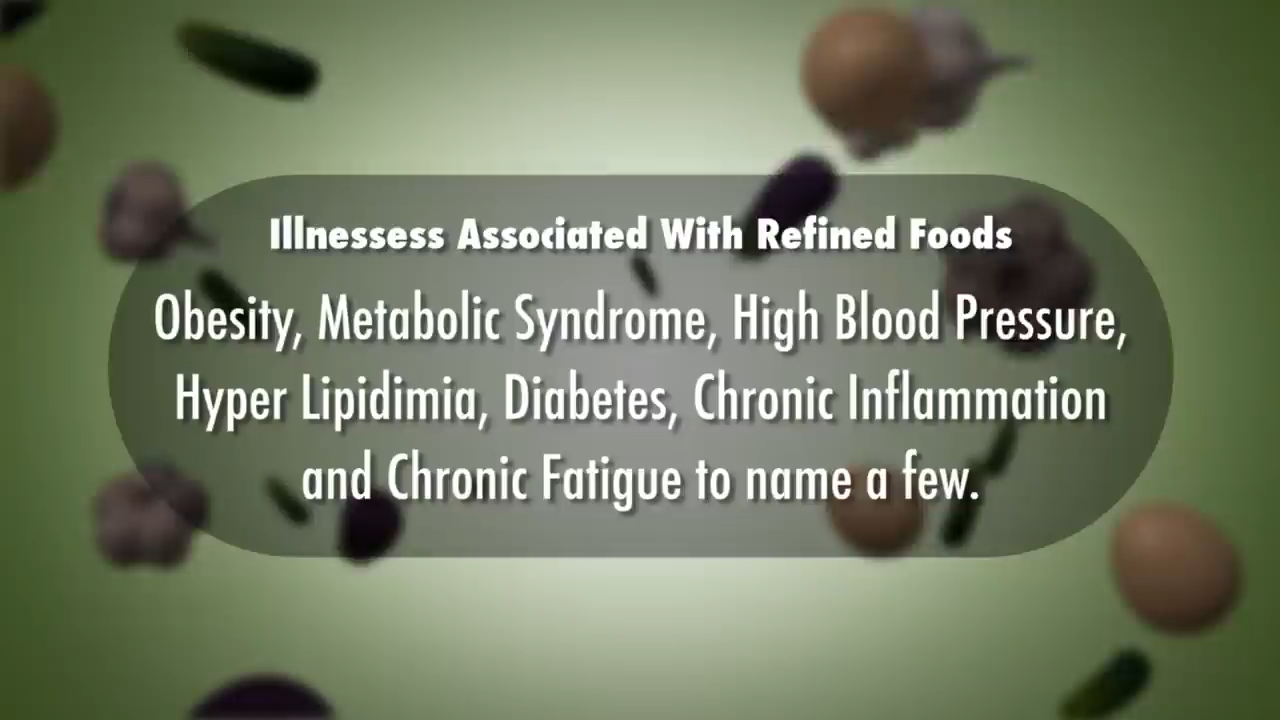 Illnessess Associated With Refined Foods
Obesity, Metabolic Syndrome, High Blood Pressure,
Hyper Lipidimia, Diabetes, Chronic Inflammation
and Chronic Fatigue to name a few.